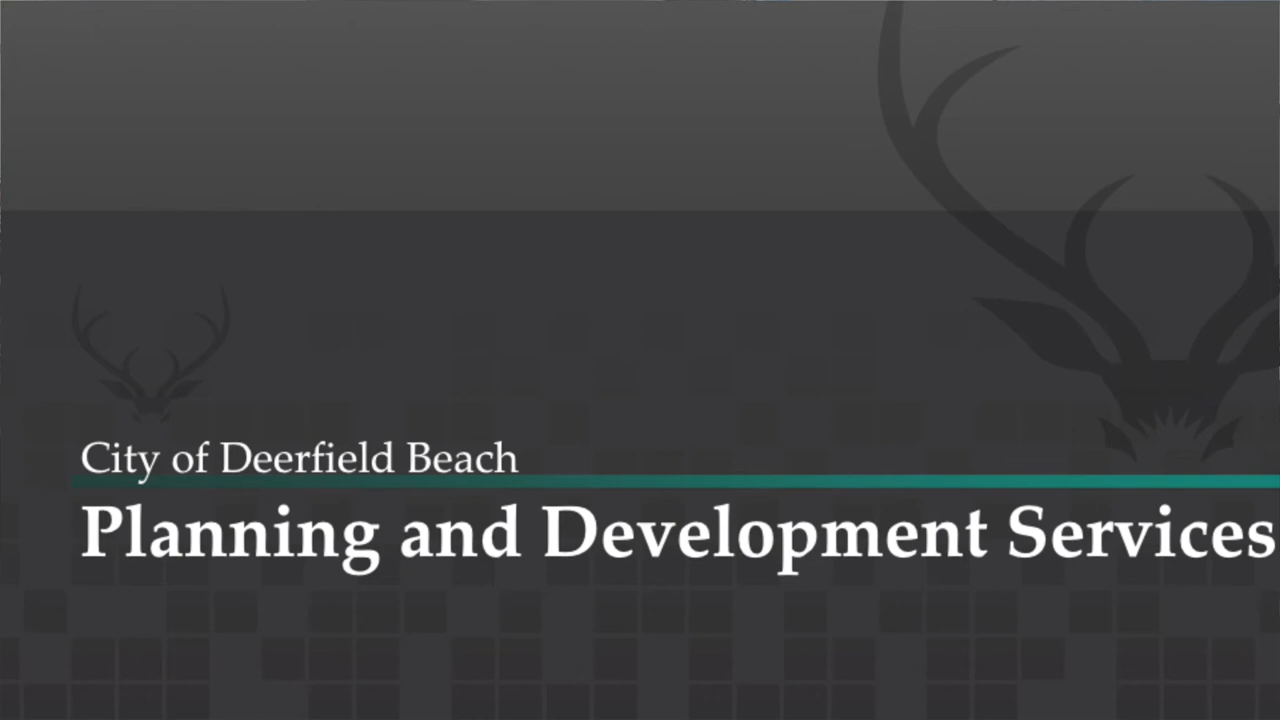 City of Deerfield Beach
Planning and Development Services